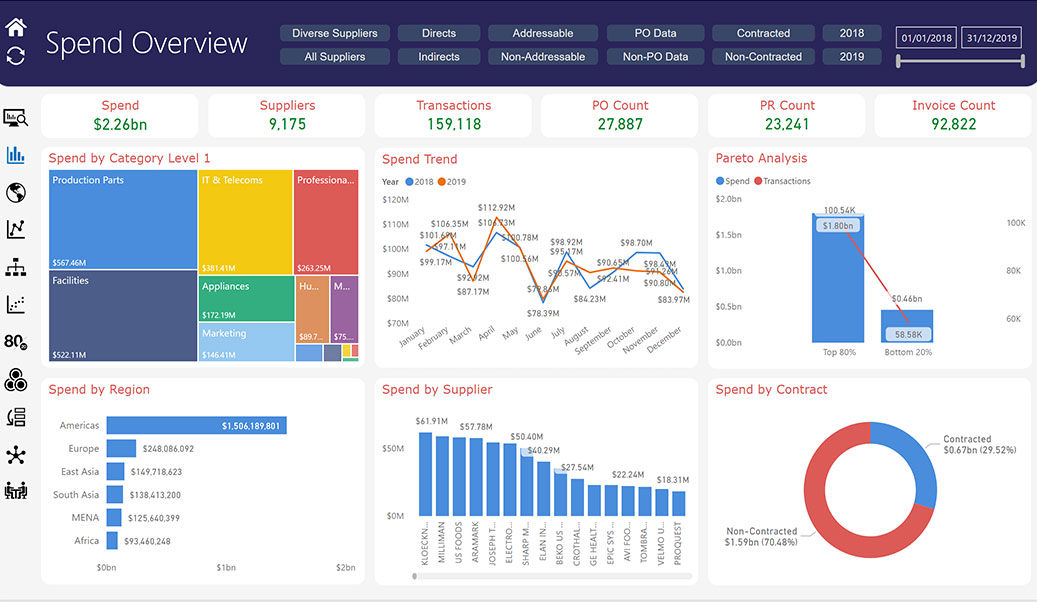 Spend Overview
Diverse Suppliers
Directs
Addressable
PO Data
Contracted
2018
All Suppliers
Indirects
Non-Addressable
Non-PO Data
Non-Contracted
2019
01/01/2018
31/12/2019
Spend
$2.26bn
Suppliers
9,175
Transactions
159,118
PO Count
27,887
PR Count
23,241
Invoice Count
92,822
80
Spend by Category Level 1
Production Parts
$567.46M
Facilities
$522.11M
IT & Telecoms
$381.41M
Professiona...
$263.25M
Appliances
$172.19M
Marketing
$146.41M
Hu...
$89.7...
M...
$75....
Spend Trend
Year 2018 2019
$120M
$110M
$100M
$90M
$80M
$70M
$101.69M
$99.17M
$106.35M
$97.11M
$92.92M
$87.17M
$112.92M
$106.73M
$100.78M
$100.56M
$78.39M
$98.92M
$95.17M
$84.23M
$90.65M
$92.41M
$98.70M
$98.49M
$91.26M
$90.80M
$83.97M
January
February
March
April
May
June
July
August
September
October
November
December
Pareto Analysis
Spend Transactions
$2.0bn
$1.5bn
$1.0bn
$0.5bn
$0.0bn
100K
80K
60K
100.54K
$1.80bn
$0.46bn
58.58K
Top 80%
Bottom 20%
Spend by Region
Americas
$1,506,189,801
Europe
$248,086,092
East Asia
$149,718,623
South Asia
$138,413,200
MENA
$125,640,399
Africa
$93,460,248
$0bn
$1bn
$2bn
Spend by Supplier
$50M
$0M
$61.91M
$57.78M
$50.40M
$40.29M
$27.54M
$22.24M
$18.31M
KLOECKN...
MILLIMAN
US FOODS
ARAMARK
JOSEPH T...
ELECTRO...
SHARP M...
ELAN IN...
BEKO US ...
CROTHAL...
GE HEALT...
EPIC SYS ...
AVI FOO...
TOMBRA...
VELMO U...
PROQUEST
Spend by Contract
Contracted
$0.67bn (29.52%)
Non-Contracted
$1.59bn (70.48%)